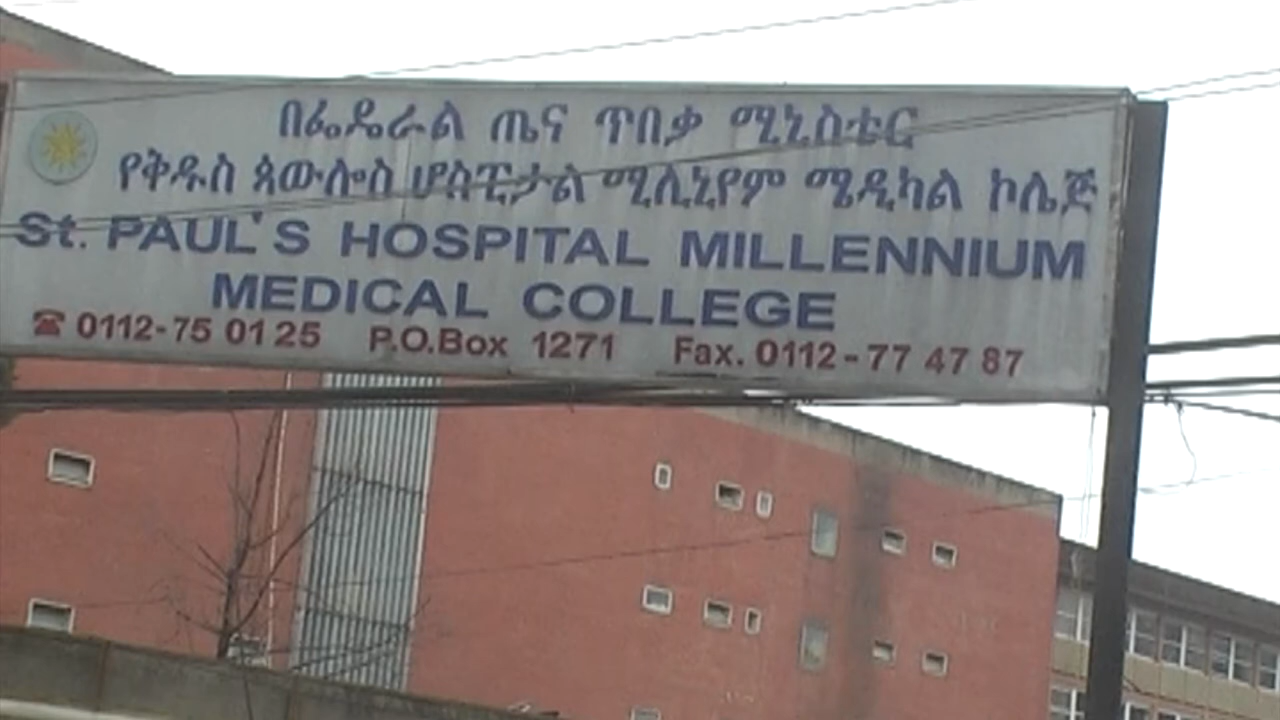 በፌዴራል ጤና ጥበቃ ሚኒስቴር
የቅዱስ ጳውሎስ ሆስፒታል ሚሊኒየም ሜዲካል ኮሌጅ
St. PAUL'S HOSPITAL MILLENNIUM
MEDICAL COLLEGE
☎ 0112-75 01 25 P.O.Box 1271 Fax. 0112-77 47 87